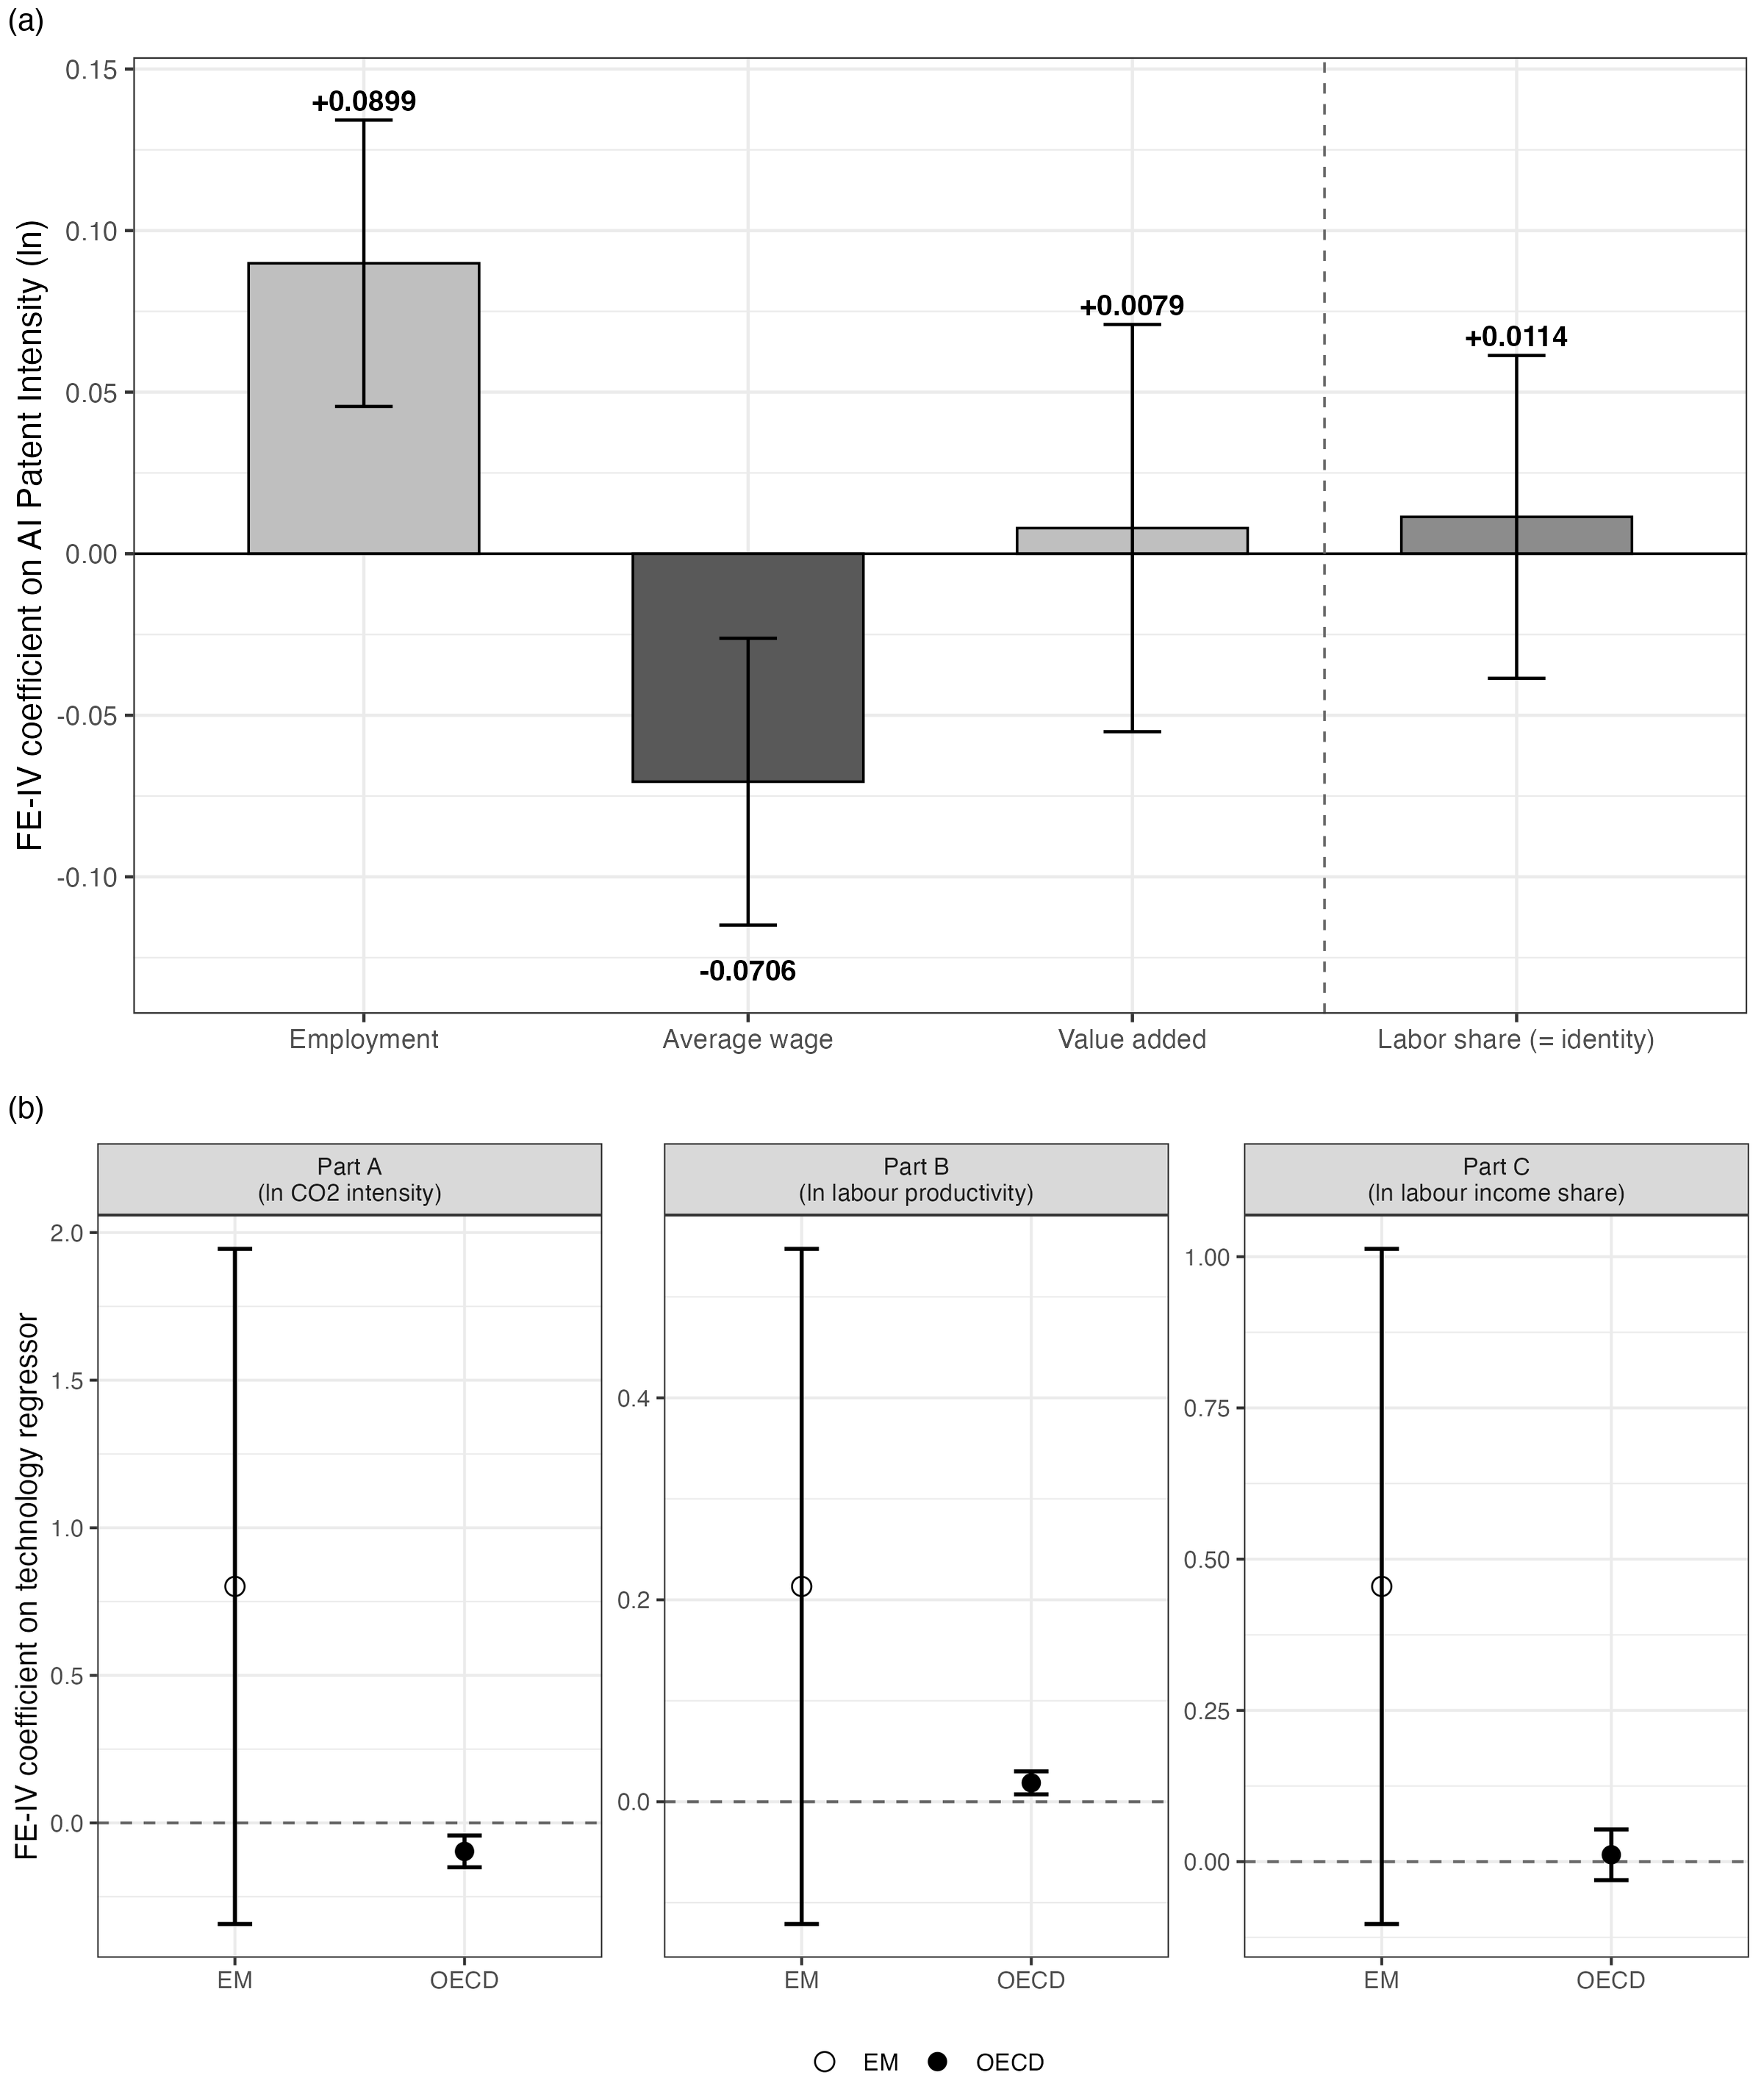 (a)
FE-IV coefficient on AI Patent Intensity (ln)
0.15
0.10
0.05
0.00
-0.05
-0.10
+0.0899
-0.0706
+0.0079
+0.0114
Employment
Average wage
Value added
Labor share (= identity)
(b)
FE-IV coefficient on technology regressor
Part A
(ln CO2 intensity)
2.0
1.5
1.0
0.5
0.0
EM
OECD
Part B
(ln labour productivity)
0.4
0.2
0.0
EM
OECD
Part C
(ln labour income share)
1.00
0.75
0.50
0.25
0.00
EM
OECD
EM
OECD